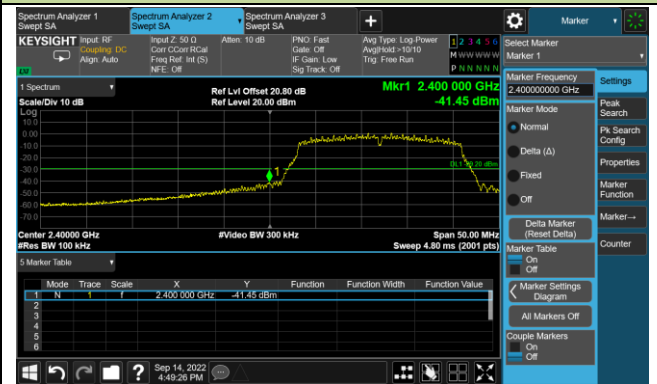 Spectrum Analyzer 1
Swept SA
Spectrum Analyzer 2
Swept SA
Spectrum Analyzer 3
Swept SA
+
Marker
KEYSIGHT
Input: RF
Coupling: DC
Align: Auto
Input Z: 50 Ω
Corr CCorr RCal
Freq Ref: Int (S)
NFE: Off
Atten: 10 dB
PNO: Fast
Gate: Off
IF Gain: Low
Sig Track: Off
Avg Type: Log-Power
Avg|Hold:>10/10
Trig: Free Run
1 2 3 4 5 6
M W W W W W
P N N N N N
Select Marker
Marker 1
1 Spectrum
Scale/Div 10 dB
Ref Lvl Offset 20.80 dB
Ref Level 20.00 dBm
Mkr1 2.400 000 GHz
-41.45 dBm
Log
10.0
0.00
-10.0
-20.0
-30.0
-40.0
-50.0
-60.0
-70.0
1
Center 2.40000 GHz
#Res BW 100 kHz
#Video BW 300 kHz
Span 50.00 MHz
Sweep 4.80 ms (2001 pts)
5 Marker Table
Mode Trace Scale X Y Function Function Width Function Value
1 N 1 f 2.400 000 GHz -41.45 dBm
2
3
4
5
6
Sep 14, 2022
4:49:26 PM
Marker Frequency
2.400000000 GHz
Marker Mode
Normal
Delta (Δ)
Fixed
Off
Delta Marker
(Reset Delta)
Marker Table
On
Off
Marker Settings
Diagram
All Markers Off
Couple Markers
On
Off
Settings
Peak
Search
Pk Search
Config
Properties
Marker
Function
Marker→
Counter